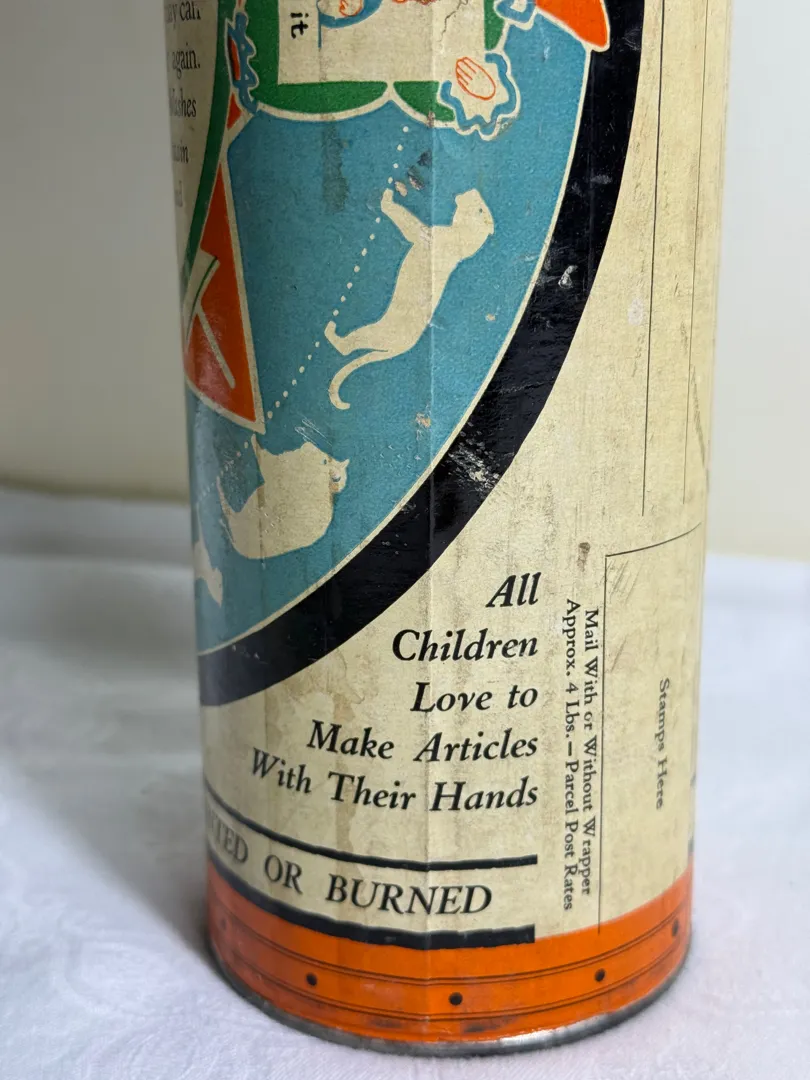 again.
it
All
Children
Love to
Make Articles
With Their Hands
OR BURNED
Mail With or Without Wrapper
Approx. 4 Lbs.—Parcel Post Rates
Stamps Here